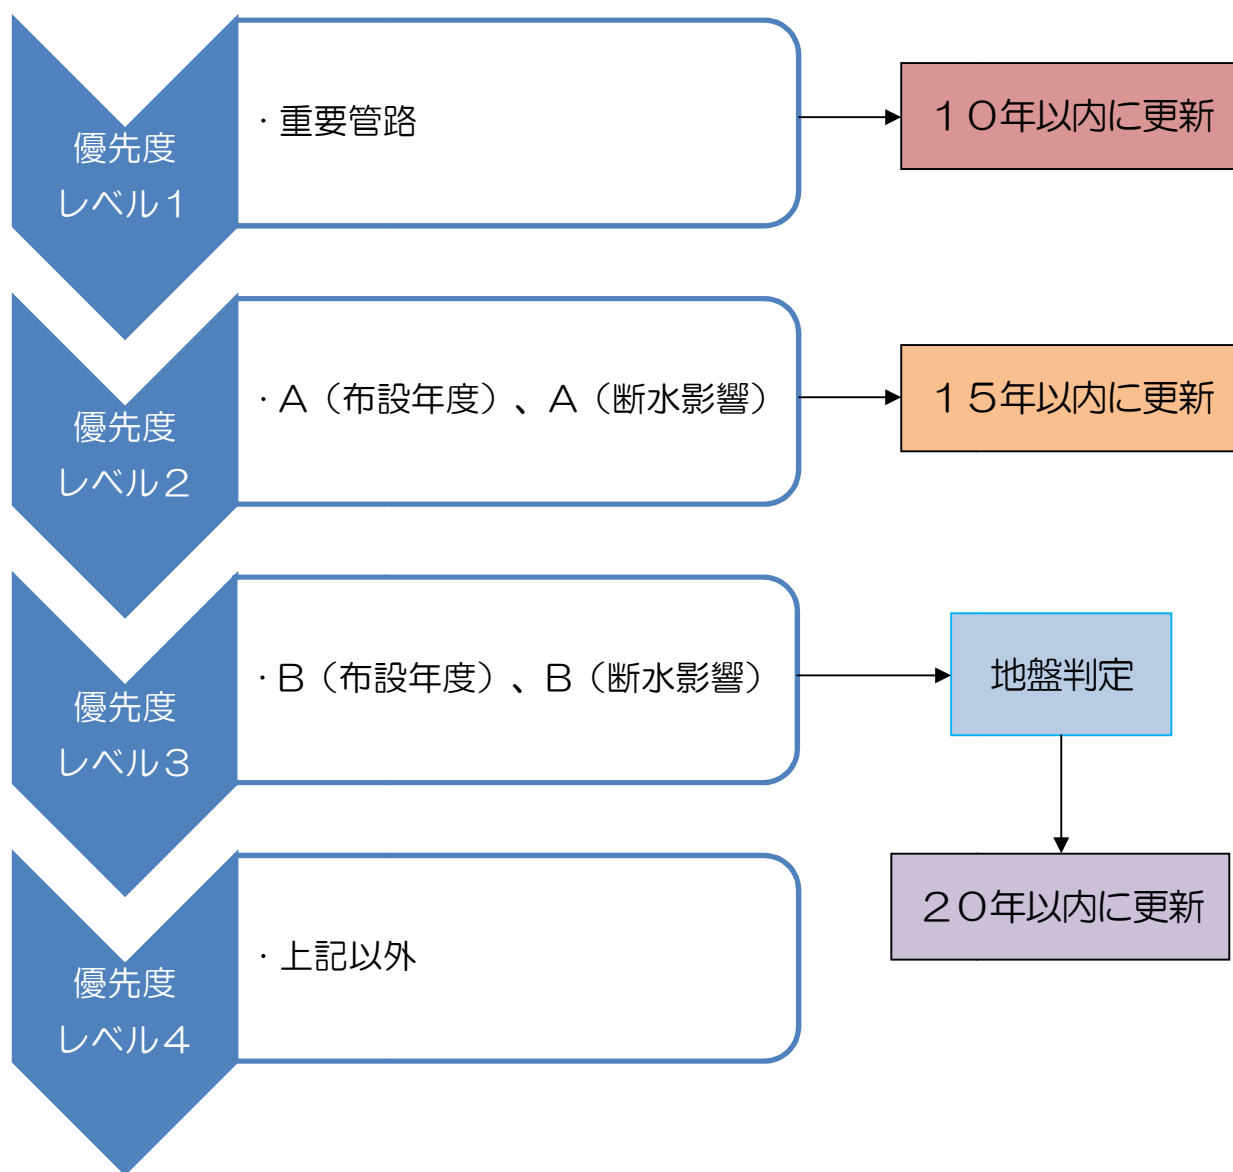 優先度
レベル１
・重要管路
１０年以内に更新
優先度
レベル２
・Ａ（布設年度）、Ａ（断水影響）
１５年以内に更新
優先度
レベル３
・Ｂ（布設年度）、Ｂ（断水影響）
地盤判定
２０年以内に更新
優先度
レベル４
・上記以外